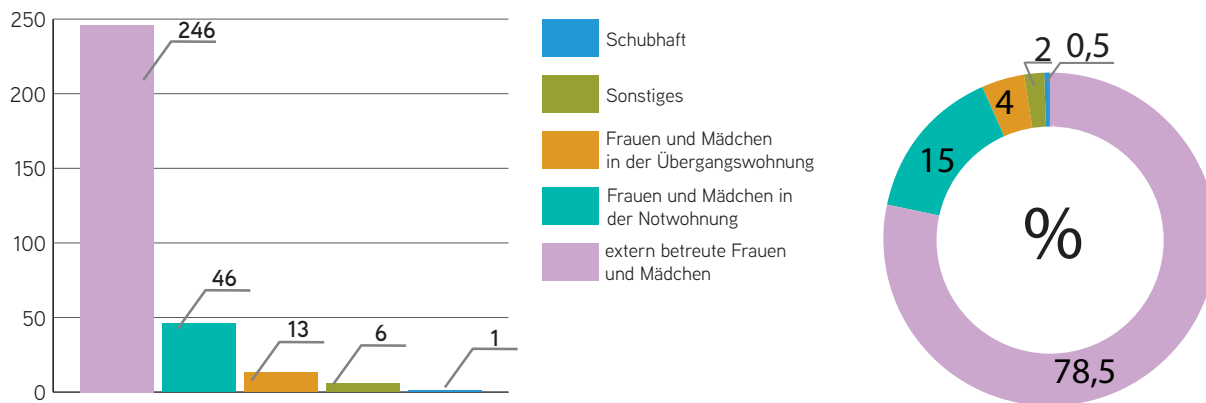 250
200
150
100
50
0
246
46
13
6
1
Schubhaft
Sonstiges
Frauen und Mädchen
in der Übergangswohnung
Frauen und Mädchen in
der Notwohnung
extern betreute Frauen
und Mädchen
2
0,5
4
15
%
78,5